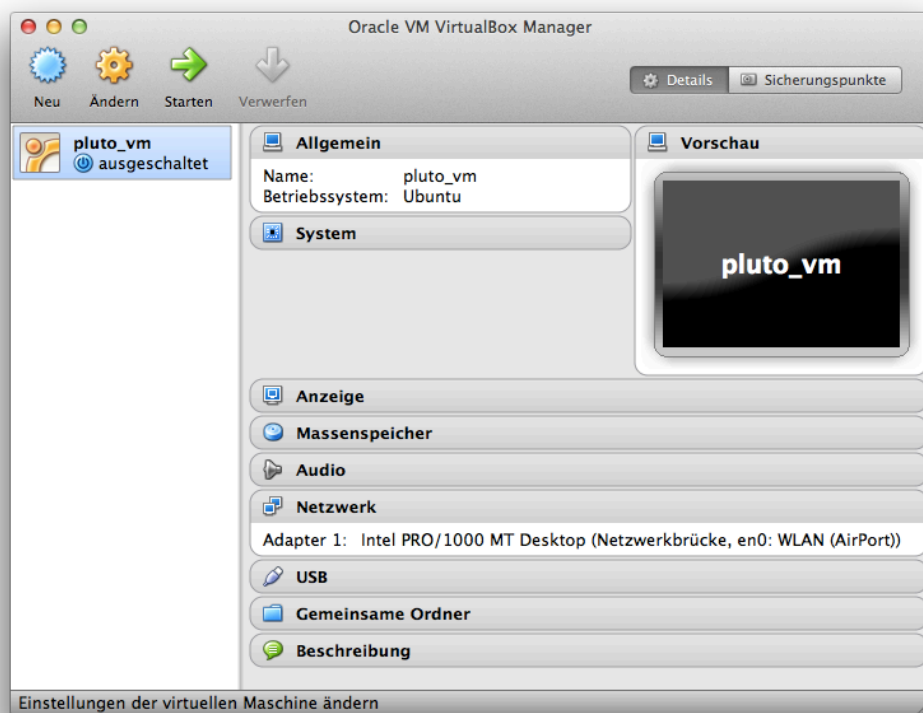 Oracle VM VirtualBox Manager
Neu Ändern Starten Verwerfen
Details Sicherungspunkte
pluto_vm
ausgeschaltet
Allgemein
Name: pluto_vm
Betriebssystem: Ubuntu
System
Vorschau
pluto_vm
Anzeige
Massenspeicher
Audio
Netzwerk
Adapter 1: Intel PRO/1000 MT Desktop (Netzwerkbrücke, en0: WLAN (AirPort))
USB
Gemeinsame Ordner
Beschreibung
Einstellungen der virtuellen Maschine ändern